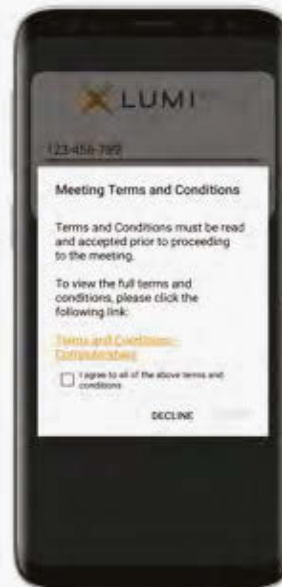 LUMI
123-456-789
Meeting Terms and Conditions
Terms and Conditions must be read
and accepted prior to proceeding
to the meeting.
To view the full terms and
conditions, please click the
following link:
Terms and Conditions
Computershare
I agree to all of the above terms and
conditions
DECLINE